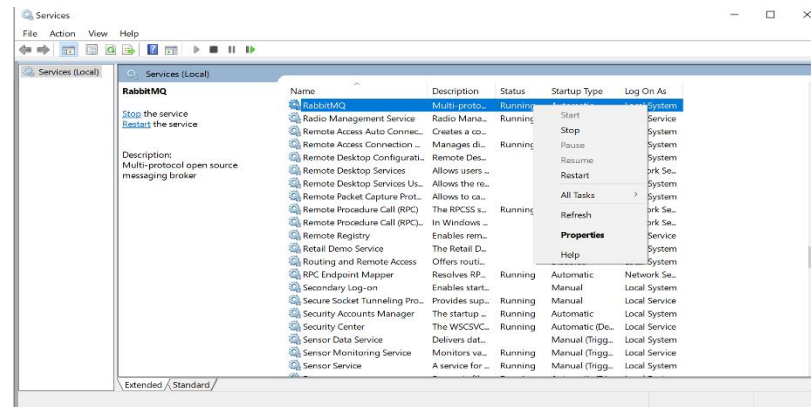 Services
File Action View Help
Services (Local)
Services (Local)
RabbitMQ
Stop the service
Restart the service
Description:
Multi-protocol open source
messaging broker
Name Description Status Startup Type Log On As
RabbitMQ Multi-proto... Running Automatic Local System
Radio Management Service Radio Mana... Running Service
Remote Access Auto Connec... Creates a co... System
Remote Access Connection ... Manages di... Running System
Remote Desktop Configurati... Remote Des... System
Remote Desktop Services Allows users ... ork Se...
Remote Desktop Services Us... Allows the re... System
Remote Packet Capture Prot... Allows to ca... System
Remote Procedure Call (RPC) The RPCSS s... Running ork Se...
Remote Procedure Call (RPC)... In Windows ... ork Se...
Remote Registry Enables rem... Service
Retail Demo Service The Retail D... System
Routing and Remote Access Offers routi... System
RPC Endpoint Mapper Resolves RP... Running Automatic Network Se...
Secondary Log-on Enables start... Manual Local System
Secure Socket Tunneling Pro... Provides sup... Running Manual Local Service
Security Accounts Manager The startup ... Running Automatic Local System
Security Center The WSCSVC... Running Automatic (De... Local Service
Sensor Data Service Delivers dat... Manual (Trigg... Local System
Sensor Monitoring Service Monitors va... Running Manual (Trigg... Local Service
Sensor Service A service for ... Running Manual (Trigg... Local System
Start
Stop
Pause
Resume
Restart
All Tasks
Refresh
Properties
Help
Extended Standard